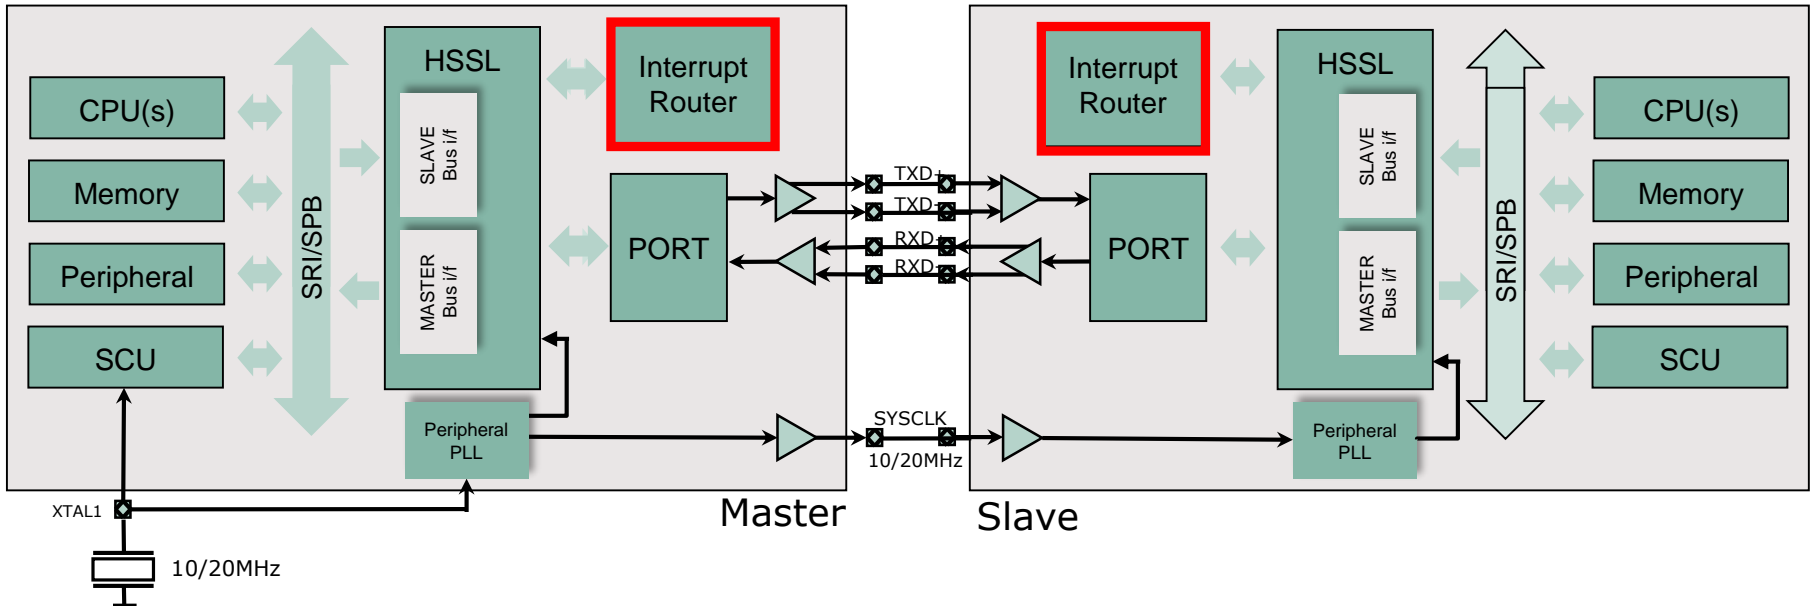 HSSL
Interrupt
Router
CPU(s)
Memory
Peripheral
SCU
SRI/SPB
SLAVE
Bus i/f
MASTER
Bus i/f
PORT
Peripheral
PLL
XTAL1
10/20MHz
Master
TXD+
TXD-
RXD+
RXD-
SYSCLK
10/20MHz
Interrupt
Router
HSSL
SLAVE
Bus i/f
MASTER
Bus i/f
PORT
Peripheral
PLL
SRI/SPB
CPU(s)
Memory
Peripheral
SCU
Slave